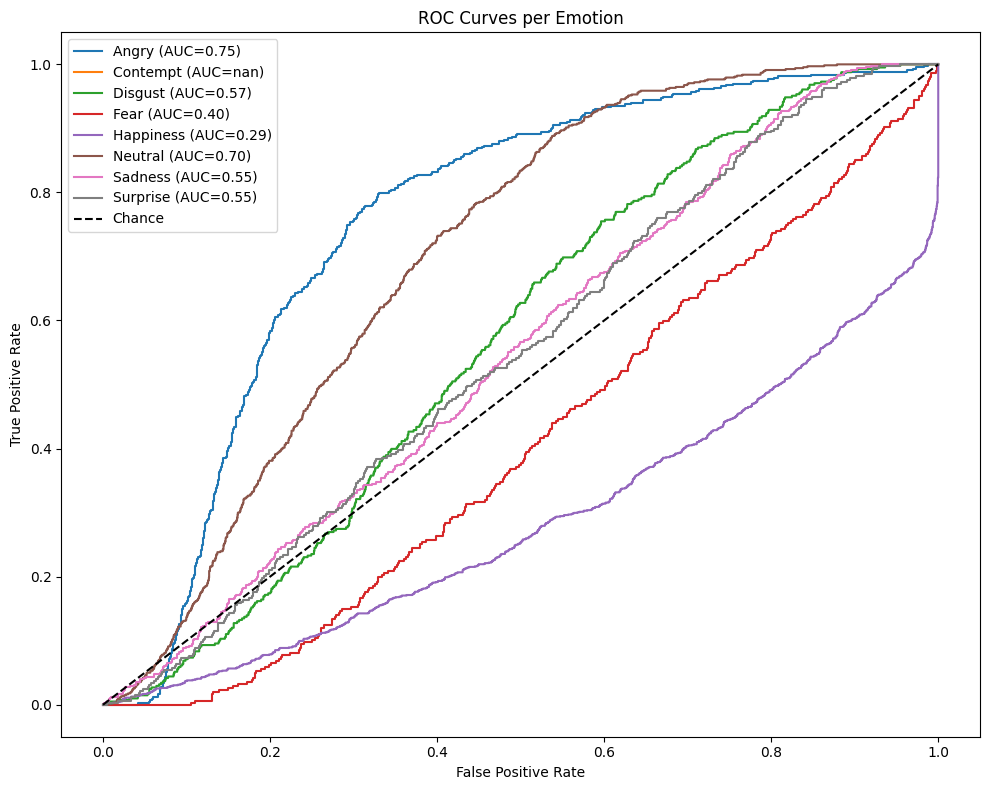 ROC Curves per Emotion
Angry (AUC=0.75)
Contempt (AUC=nan)
Disgust (AUC=0.57)
Fear (AUC=0.40)
Happiness (AUC=0.29)
Neutral (AUC=0.70)
Sadness (AUC=0.55)
Surprise (AUC=0.55)
Chance
True Positive Rate
1.0
0.8
0.6
0.4
0.2
0.0
0.0 0.2 0.4 0.6 0.8 1.0
False Positive Rate